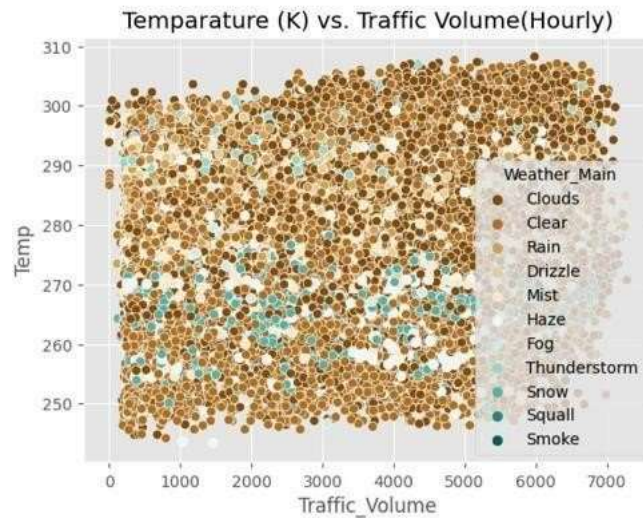 Temparature (K) vs. Traffic Volume(Hourly)
310
300
290
280
270
260
250
Temp
Weather_Main
Clouds
Clear
Rain
Drizzle
Mist
Haze
Fog
Thunderstorm
Snow
Squall
Smoke
0 1000 2000 3000 4000 5000 6000 7000
Traffic_Volume